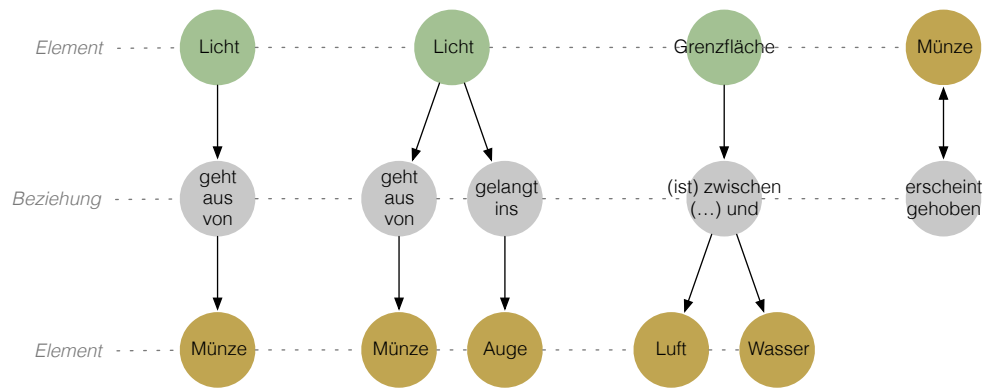 Element
Licht
Licht
Grenzfläche
Münze
Beziehung
geht
aus
von
geht
aus
von
gelangt
ins
(ist) zwischen
(…) und
erscheint
gehoben
Element
Münze
Münze
Auge
Luft
Wasser